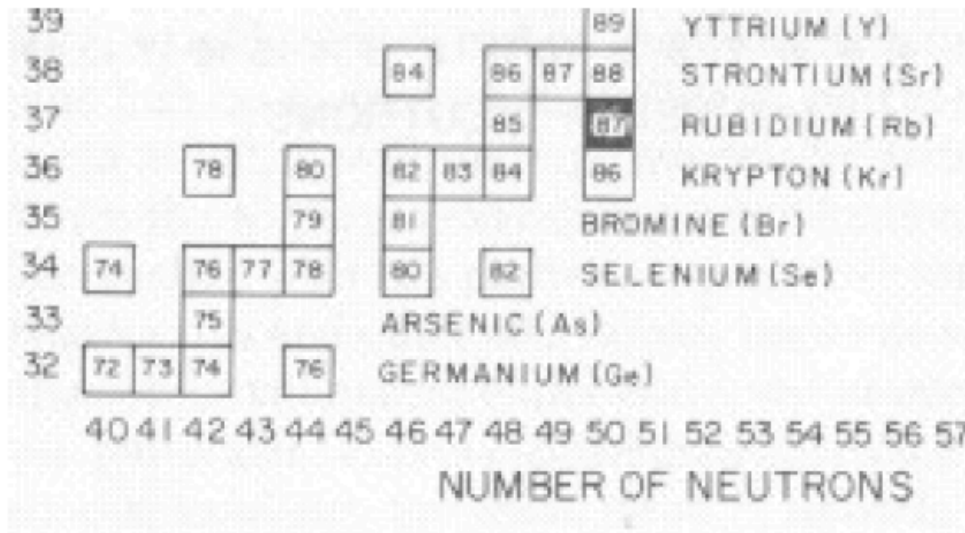 39 89 YTTRIUM (Y)
38 84 86 87 88 STRONTIUM (Sr)
37 85 87 RUBIDIUM (Rb)
36 78 80 82 83 84 86 KRYPTON (Kr)
35 79 81 BROMINE (Br)
34 74 76 77 78 80 82 SELENIUM (Se)
33 75 ARSENIC (As)
32 72 73 74 76 GERMANIUM (Ge)
40 41 42 43 44 45 46 47 48 49 50 51 52 53 54 55 56 57
NUMBER OF NEUTRONS